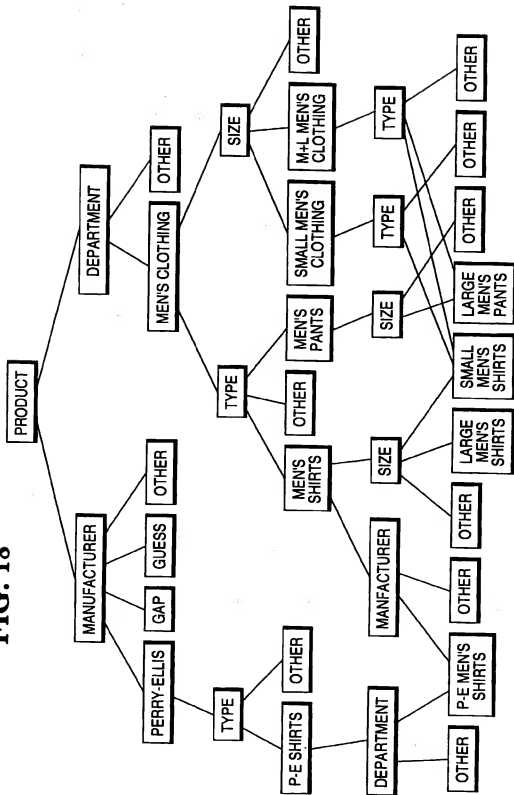 FIG. 18
PRODUCT
MANUFACTURER
DEPARTMENT
PERRY-ELLIS
GAP
GUESS
OTHER
MEN'S CLOTHING
OTHER
TYPE
TYPE
SIZE
P-E SHIRTS
OTHER
MEN'S
SHIRTS
OTHER
MEN'S
PANTS
SMALL MEN'S
CLOTHING
M+L MEN'S
CLOTHING
OTHER
DEPARTMENT
MANFACTURER
SIZE
SIZE
TYPE
TYPE
OTHER
P-E MEN'S
SHIRTS
OTHER
OTHER
LARGE
MEN'S
SHIRTS
SMALL
MEN'S
SHIRTS
LARGE
MEN'S
PANTS
OTHER
OTHER
OTHER